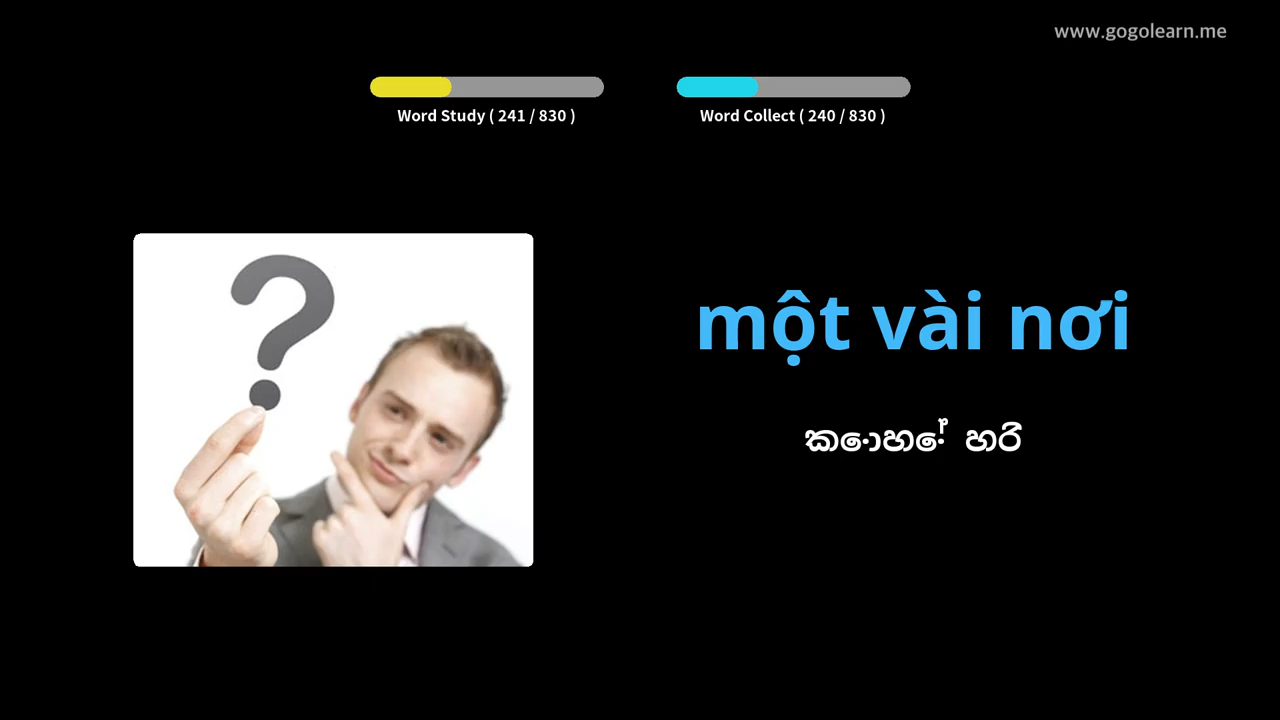 www.gogolearn.me
Word Study ( 241 / 830 )
Word Collect ( 240 / 830 )
một vài nơi
කොහේ හරි